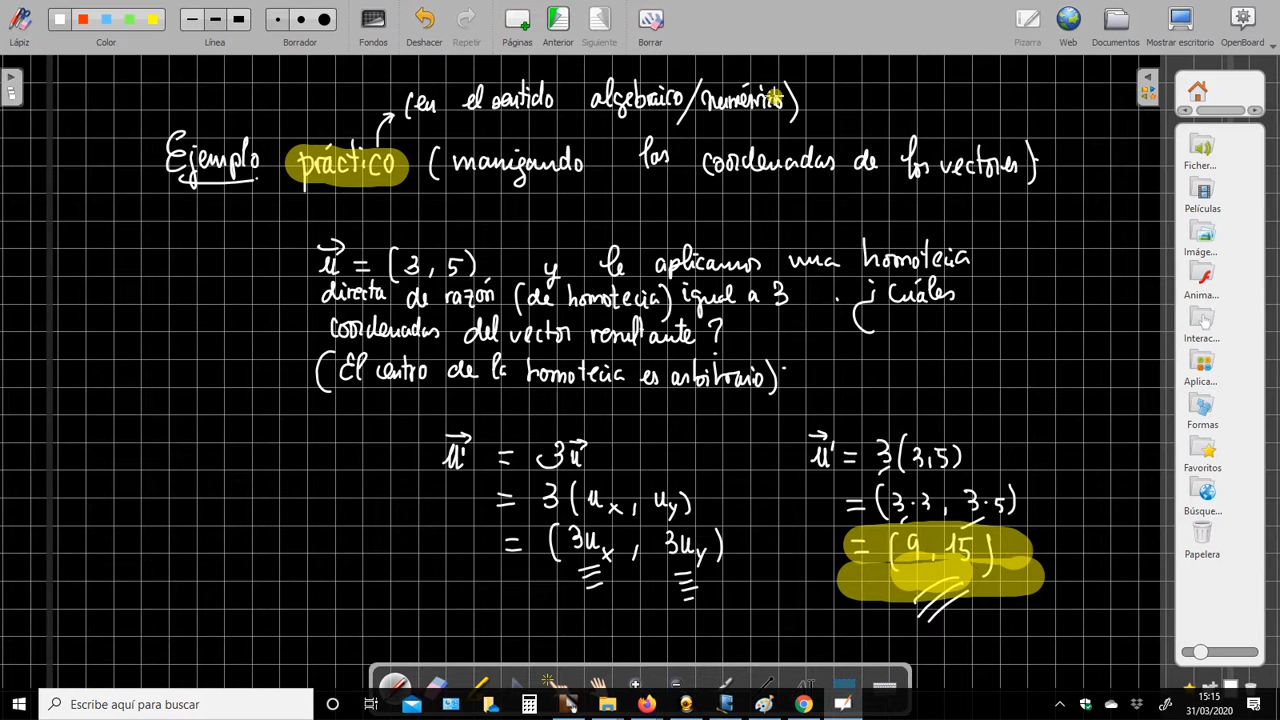 Lápiz Color Línea Borrador Fondos Deshacer Repetir Páginas Anterior Siguiente Borrar Pizarra Web Documentos Mostrar escritorio OpenBoard
(en el sentido algebraico/numérico)
Ejemplo práctico (manejando las coordenadas de los vectores):
u = (3, 5) y le aplicamos una homotecia
directa de razón (de homotecia) igual a 3 . ¿ Cuáles
coordenadas del vector resultante ?
(El centro de la homotecia es arbitrario).
u' = 3u
= 3(ux, uy)
= (3ux, 3uy)
u' = 3(3,5)
= (3·3, 3·5)
= (9, 15)
Ficher...
Películas
Imáge...
Anima...
Interac...
Aplica...
Formas
Favoritos
Búsque...
Papelera
Escribe aquí para buscar
15:15
31/03/2020